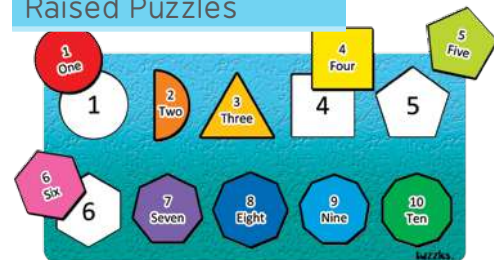 Raised Puzzles
1
One
1
2
Two
3
Three
4
Four
4
5
Five
5
6
Six
6
7
Seven
8
Eight
9
Nine
10
Ten